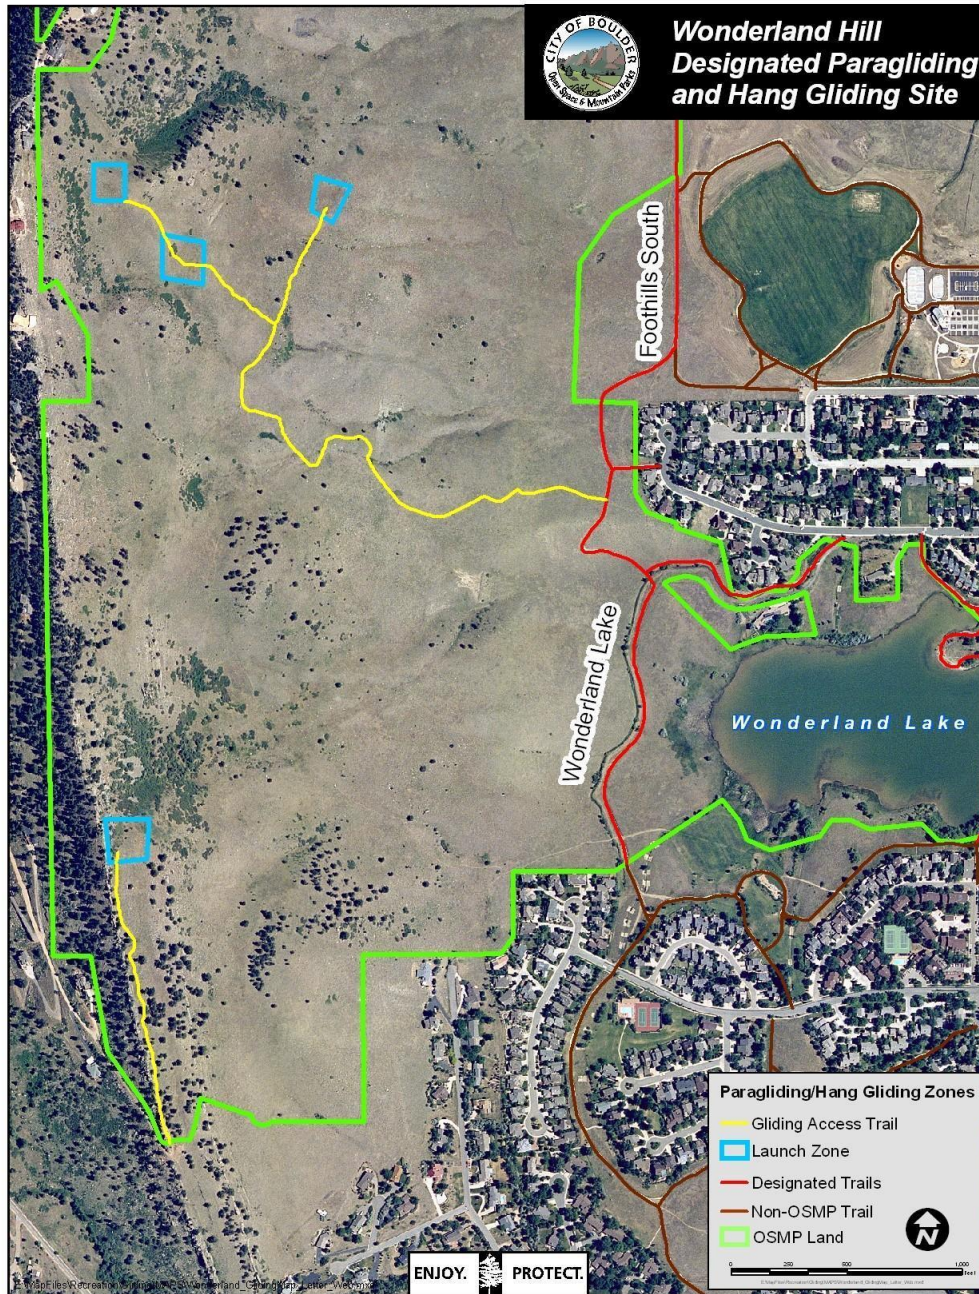 CITY OF BOULDER
Open Space & Mountain Parks
Wonderland Hill
Designated Paragliding
and Hang Gliding Site
Foothills South
Wonderland Lake
Wonderland Lake
Paragliding/Hang Gliding Zones
Gliding Access Trail
Launch Zone
Designated Trails
Non-OSMP Trail
OSMP Land
N
0 250 500 1,000
Feet
ENJOY. PROTECT.